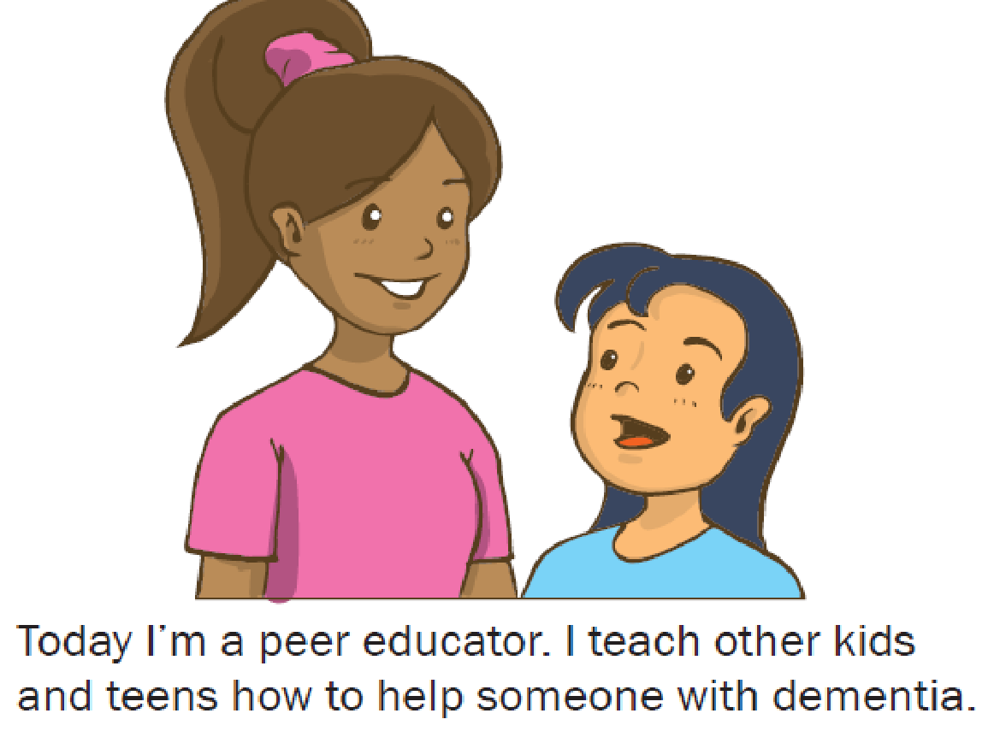 Today I’m a peer educator. I teach other kids
and teens how to help someone with dementia.